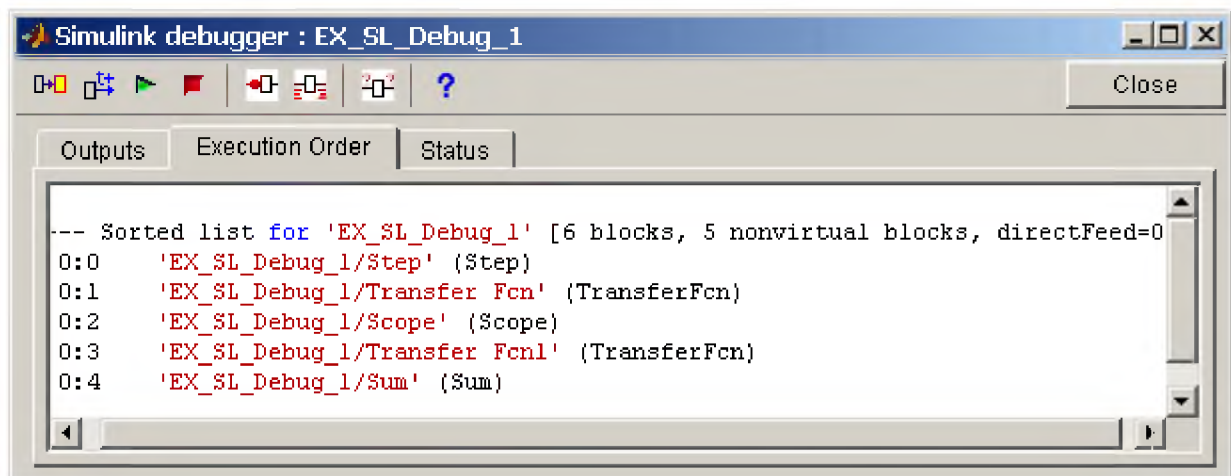 Simulink debugger : EX_SL_Debug_1
? Close
Outputs Execution Order Status
--- Sorted list for 'EX_SL_Debug_1' [6 blocks, 5 nonvirtual blocks, directFeed=0
0:0 'EX_SL_Debug_1/Step' (Step)
0:1 'EX_SL_Debug_1/Transfer Fcn' (TransferFcn)
0:2 'EX_SL_Debug_1/Scope' (Scope)
0:3 'EX_SL_Debug_1/Transfer Fcn1' (TransferFcn)
0:4 'EX_SL_Debug_1/Sum' (Sum)